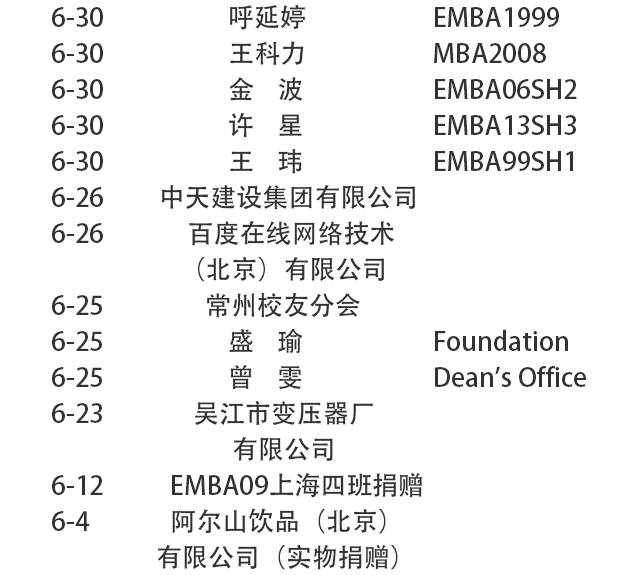 6-30 呼延婷 EMBA1999
6-30 王科力 MBA2008
6-30 金 波 EMBA06SH2
6-30 许 星 EMBA13SH3
6-30 王 玮 EMBA99SH1
6-26 中天建设集团有限公司
6-26 百度在线网络技术
（北京）有限公司
6-25 常州校友分会
6-25 盛 瑜 Foundation
6-25 曾 雯 Dean’s Office
6-23 吴江市变压器厂
有限公司
6-12 EMBA09上海四班捐赠
6-4 阿尔山饮品（北京）
有限公司（实物捐赠）